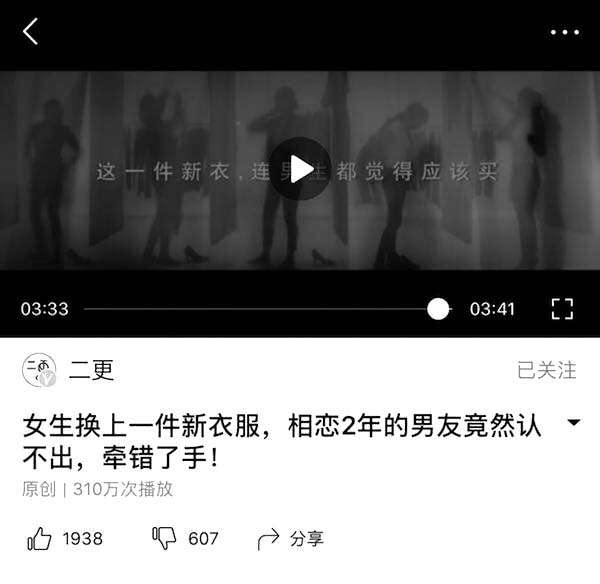 这一件新衣,连男生都觉得应该买
03:33
03:41
二更
已关注
女生换上一件新衣服，相恋2年的男友竟然认
不出，牵错了手！
原创 | 310万次播放
1938
607
分享